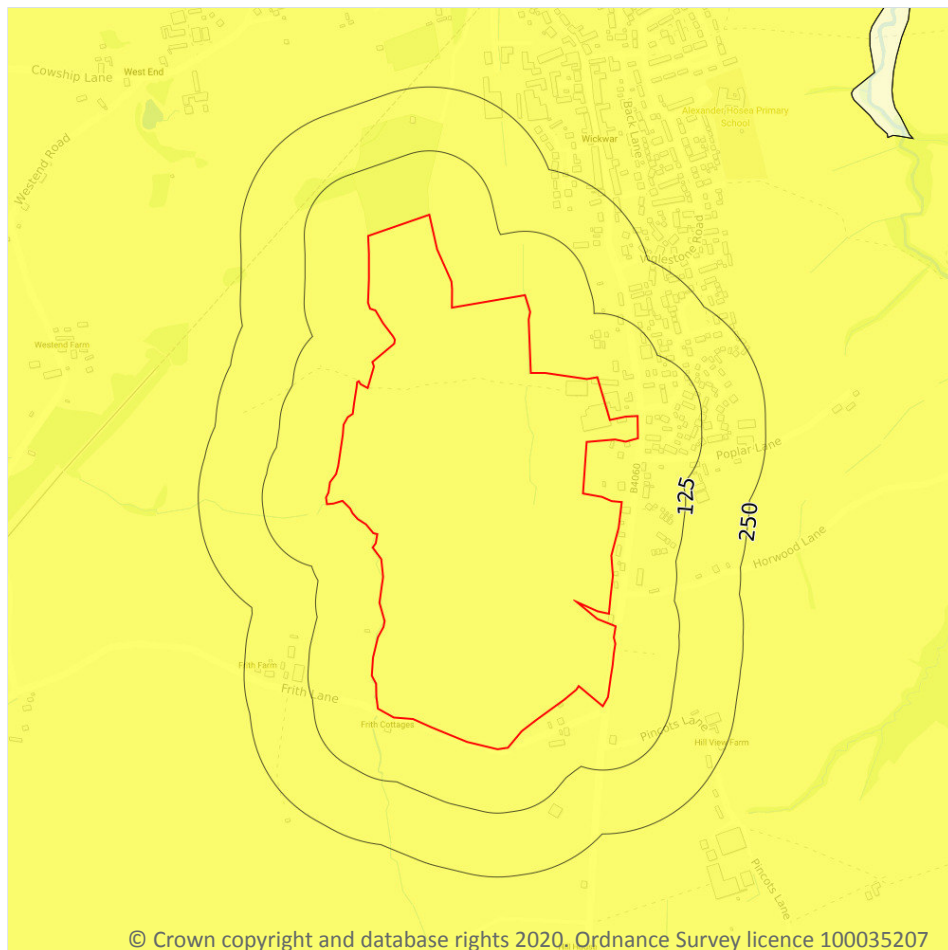 Cowship Lane
West End
Westend Road
Back Lane
Alexander Hosea Primary
School
Wickwar
Inglestone Road
Westend Farm
B4060
Poplar Lane
125
250
Horwood Lane
Frith Farm
Frith Lane
Frith Cottages
Pincots Lane
Hill View Farm
Pincots Lane
© Crown copyright and database rights 2020, Ordnance Survey licence 100035207